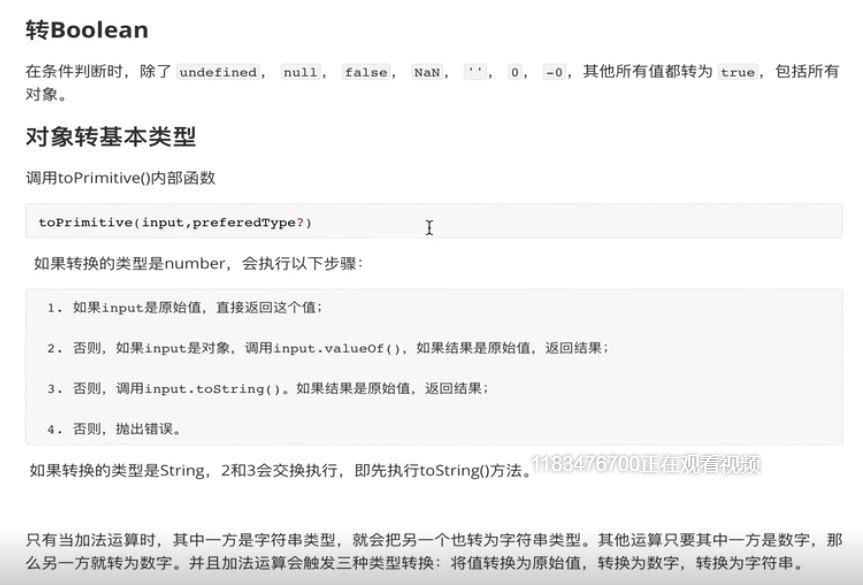 转Boolean
在条件判断时，除了 undefined， null， false， NaN， ''， 0， -0，其他所有值都转为 true，包括所有
对象。
对象转基本类型
调用toPrimitive()内部函数
toPrimitive(input,preferedType?)
如果转换的类型是number，会执行以下步骤：
1. 如果input是原始值，直接返回这个值；
2. 否则，如果input是对象，调用input.valueOf()，如果结果是原始值，返回结果；
3. 否则，调用input.toString()。如果结果是原始值，返回结果；
4. 否则，抛出错误。
如果转换的类型是String，2和3会交换执行，即先执行toString()方法。
1183476700正在观看视频
只有当加法运算时，其中一方是字符串类型，就会把另一个也转为字符串类型。其他运算只要其中一方是数字，那
么另一方就转为数字。并且加法运算会触发三种类型转换：将值转换为原始值，转换为数字，转换为字符串。